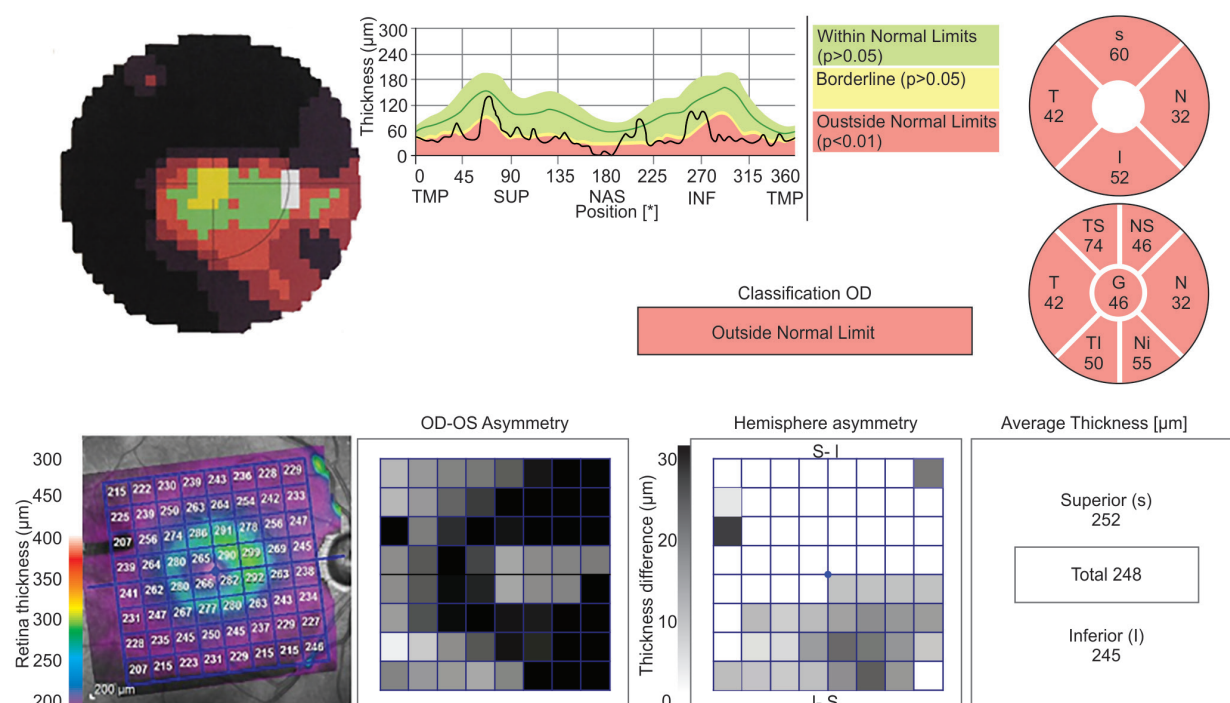 300
240
180
120
60
0
Thickness (μm)
0 45 90 135 180 225 270 315 360
TMP SUP NAS INF TMP
Position [*]
Within Normal Limits
(p>0.05)
Borderline (p>0.05)
Oustside Normal Limits
(p<0.01)
s
60
T
42
N
32
I
52
TS
74
NS
46
T
42
G
46
N
32
TI
50
Ni
55
Classification OD
Outside Normal Limit
Retina thickness (μm)
300
450
400
350
300
250
200
215 222 230 239 243 236 228 229
225 239 250 263 264 254 242 233
207 256 274 286 291 278 256 247
239 264 280 265 290 299 269 245
241 262 280 266 282 292 263 238
231 247 267 277 280 263 243 234
228 235 245 250 245 237 229 227
207 215 223 231 229 215 215 246
200 μm
OD-OS Asymmetry
Thickness difference (μm)
30
20
10
0
Hemisphere asymmetry
S- I
I- S
Average Thickness [μm]
Superior (s)
252
Total 248
Inferior (I)
245